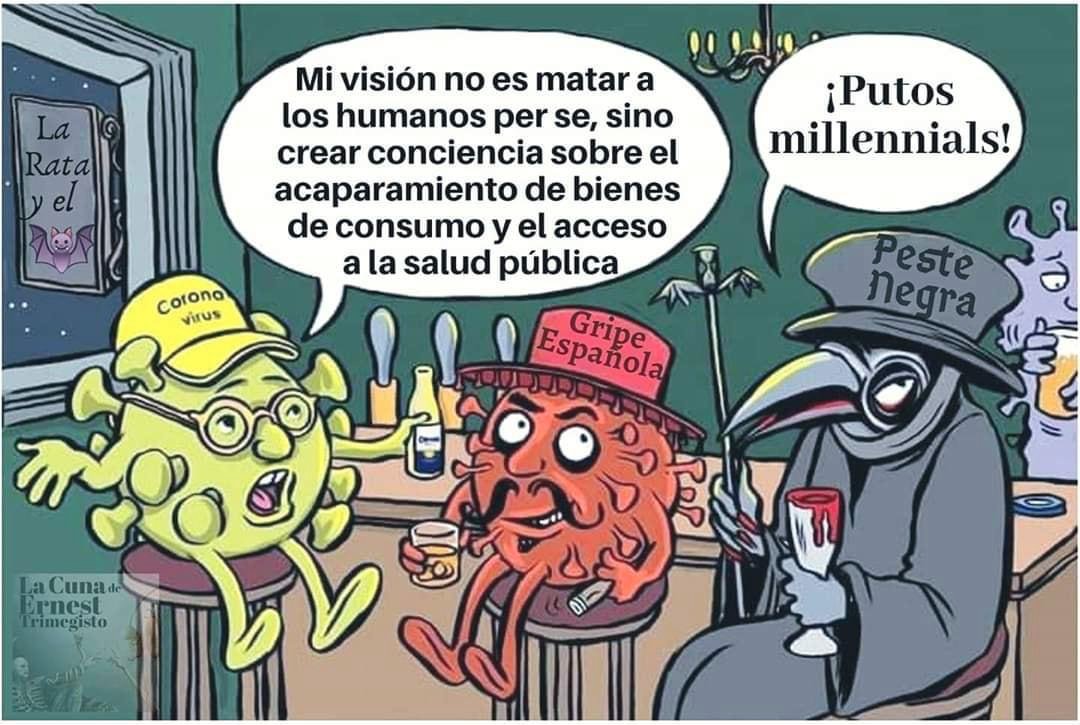 La
Rata
y el
Mi visión no es matar a
los humanos per se, sino
crear conciencia sobre el
acaparamiento de bienes
de consumo y el acceso
a la salud pública
¡Putos
millennials!
Corona
virus
Gripe
Española
Peste
Negra
La Cuna de
Ernest
Trimegisto